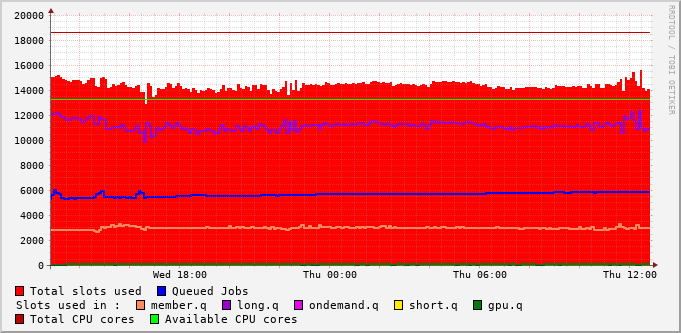 20000
18000
16000
14000
12000
10000
8000
6000
4000
2000
0
Wed 18:00 Thu 00:00 Thu 06:00 Thu 12:00
RRDTOOL / TOBI OETIKER
Total slots used Queued Jobs
Slots used in : member.q long.q ondemand.q short.q gpu.q
Total CPU cores Available CPU cores